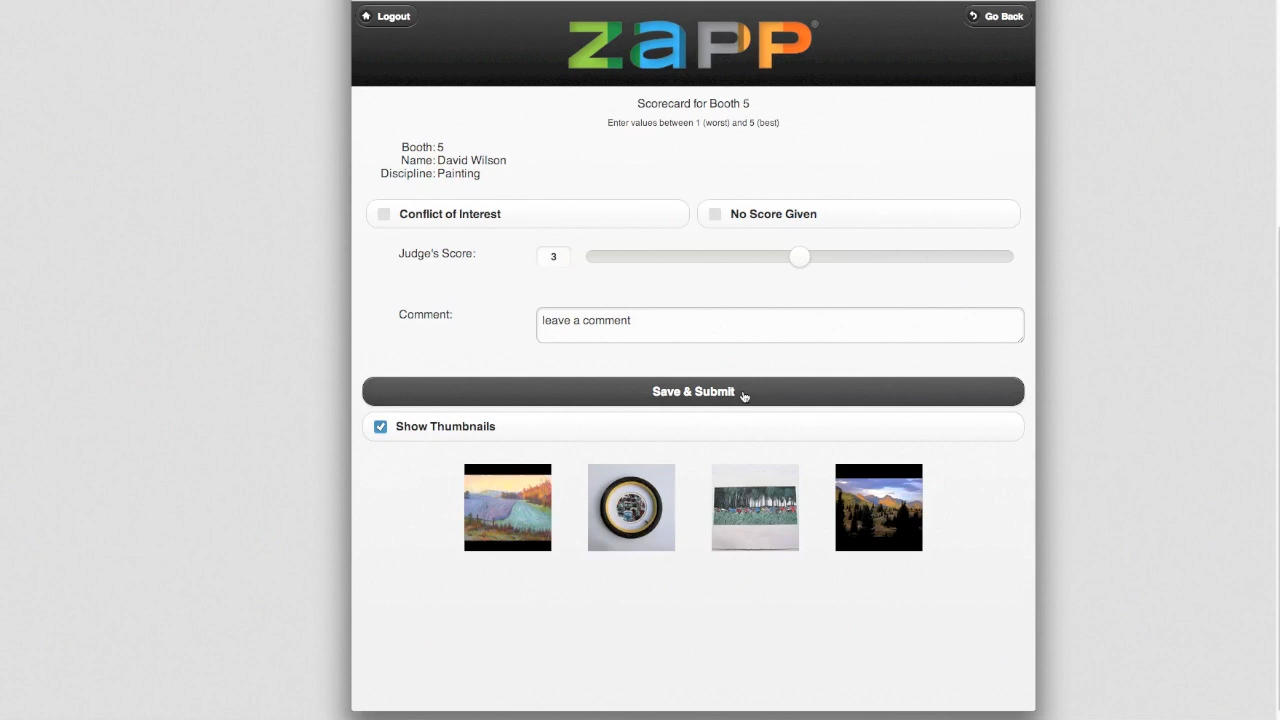 Logout
zapp®
Go Back
Scorecard for Booth 5
Enter values between 1 (worst) and 5 (best)
Booth: 5
Name: David Wilson
Discipline: Painting
Conflict of Interest
No Score Given
Judge's Score:
3
Comment:
leave a comment
Save & Submit
Show Thumbnails